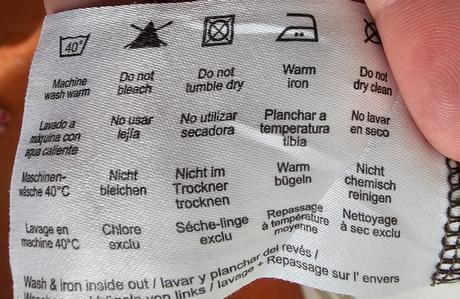 40°
Machine wash warm
Do not bleach
Do not tumble dry
Warm iron
Do not dry clean
Lavado a máquina con agua caliente
No usar lejía
No utilizar secadora
Planchar a temperatura tibia
No lavar en seco
Maschinen-wäsche 40°C
Nicht bleichen
Nicht im Trockner trocknen
Warm bügeln
Nicht chemisch reinigen
Lavage en machine 40°C
Chlore exclu
Séche-linge exclu
Repassage à température moyenne
Nettoyage à sec exclu
Wash & iron inside out / lavar y planchar del revés /
von links / lavage + Repassage sur l' envers